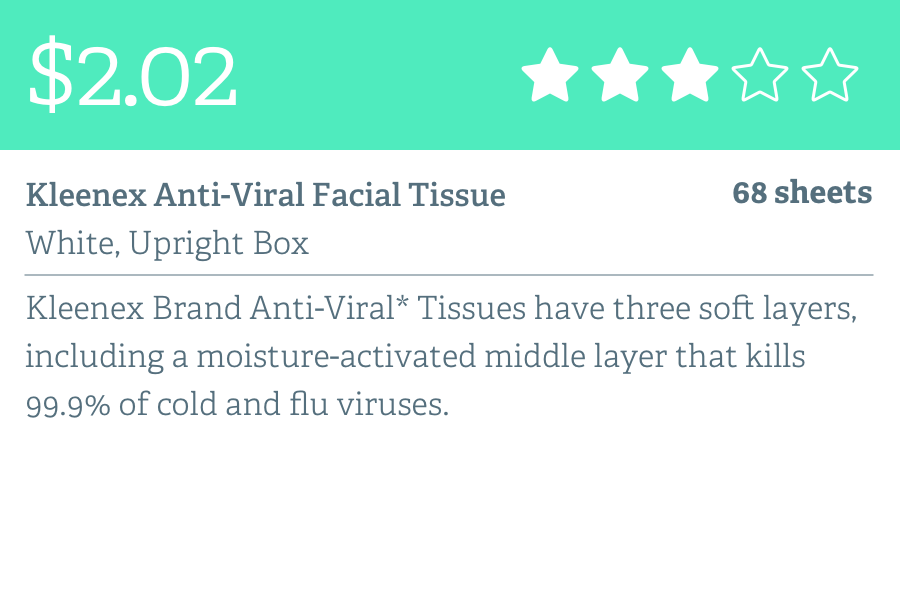 $2.02
Kleenex Anti-Viral Facial Tissue
68 sheets
White, Upright Box
Kleenex Brand Anti-Viral* Tissues have three soft layers,
including a moisture-activated middle layer that kills
99.9% of cold and flu viruses.